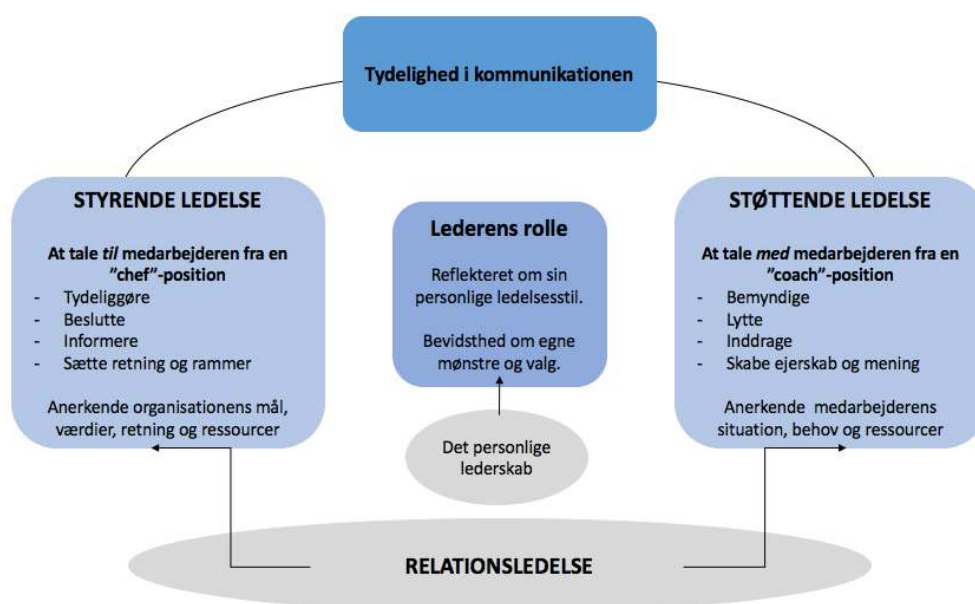 Tydelighed i kommunikationen
STYRENDE LEDELSE
At tale til medarbejderen fra en
”chef”-position
- Tydeliggøre
- Beslutte
- Informere
- Sætte retning og rammer
Anerkende organisationens mål,
værdier, retning og ressourcer
Lederens rolle
Reflekteret om sin
personlige ledelsesstil.
Bevidsthed om egne
mønstre og valg.
Det personlige
lederskab
STØTTENDE LEDELSE
At tale med medarbejderen fra en
”coach”-position
- Bemyndige
- Lytte
- Inddrage
- Skabe ejerskab og mening
Anerkende medarbejderens
situation, behov og ressourcer
RELATIONSLEDELSE